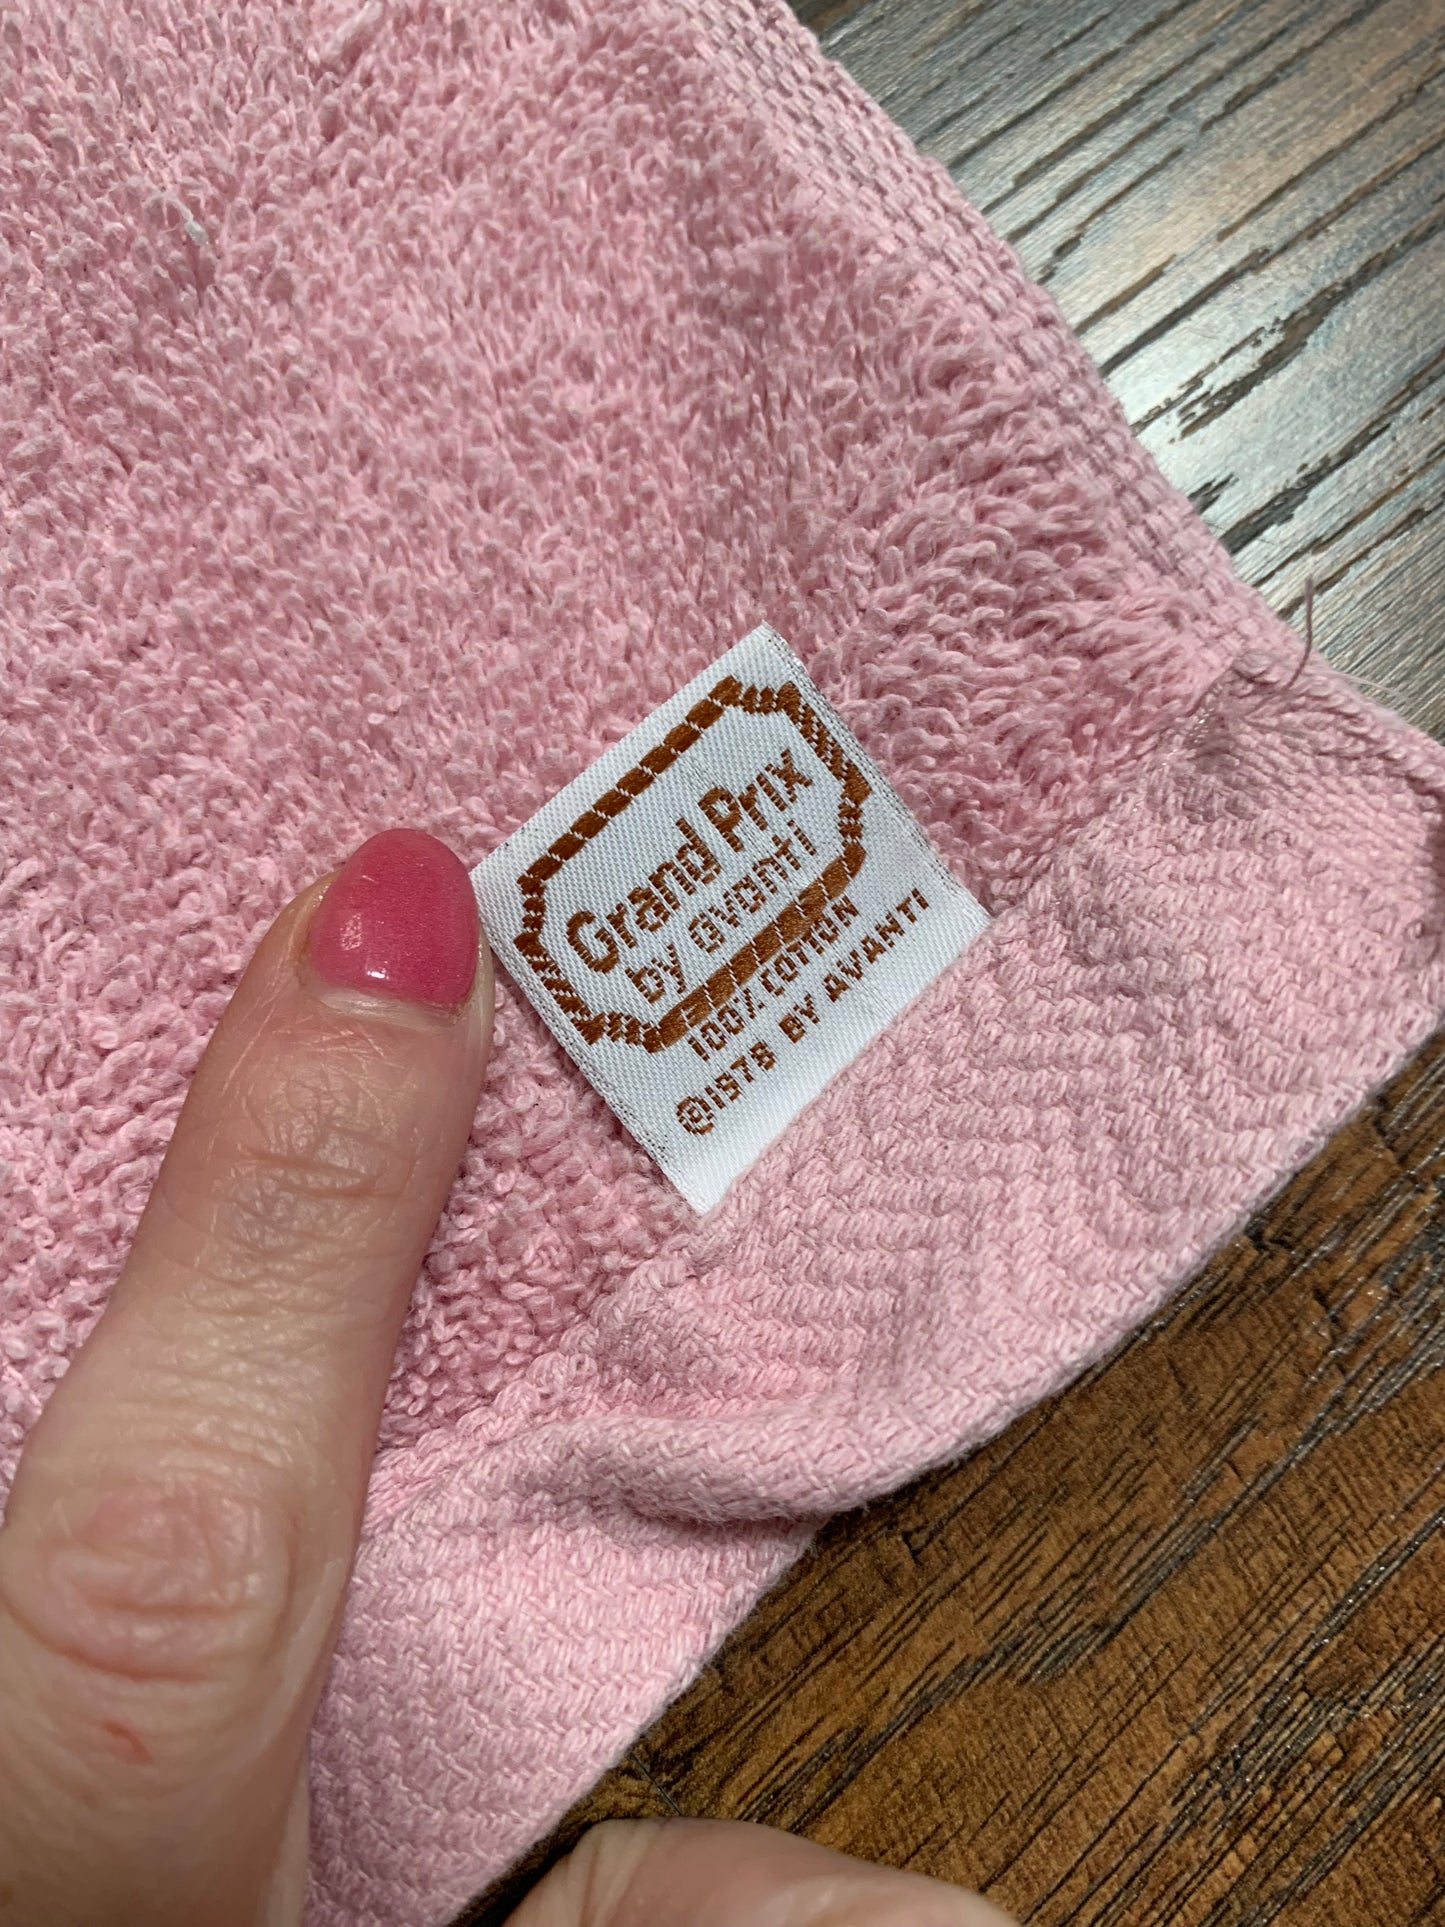 Grand Prix
by avanti
100% COTTON
©1978 BY AVANTI